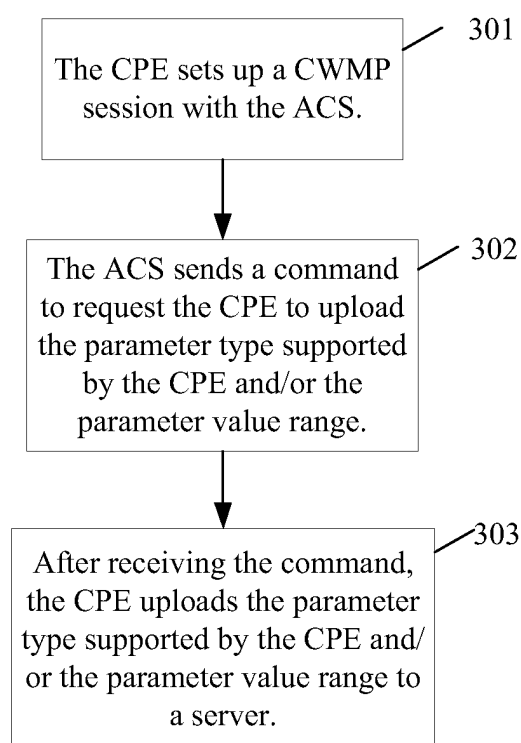 301
The CPE sets up a CWMP
session with the ACS.
302
The ACS sends a command
to request the CPE to upload
the parameter type supported
by the CPE and/or the
parameter value range.
303
After receiving the command,
the CPE uploads the parameter
type supported by the CPE and/
or the parameter value range to
a server.